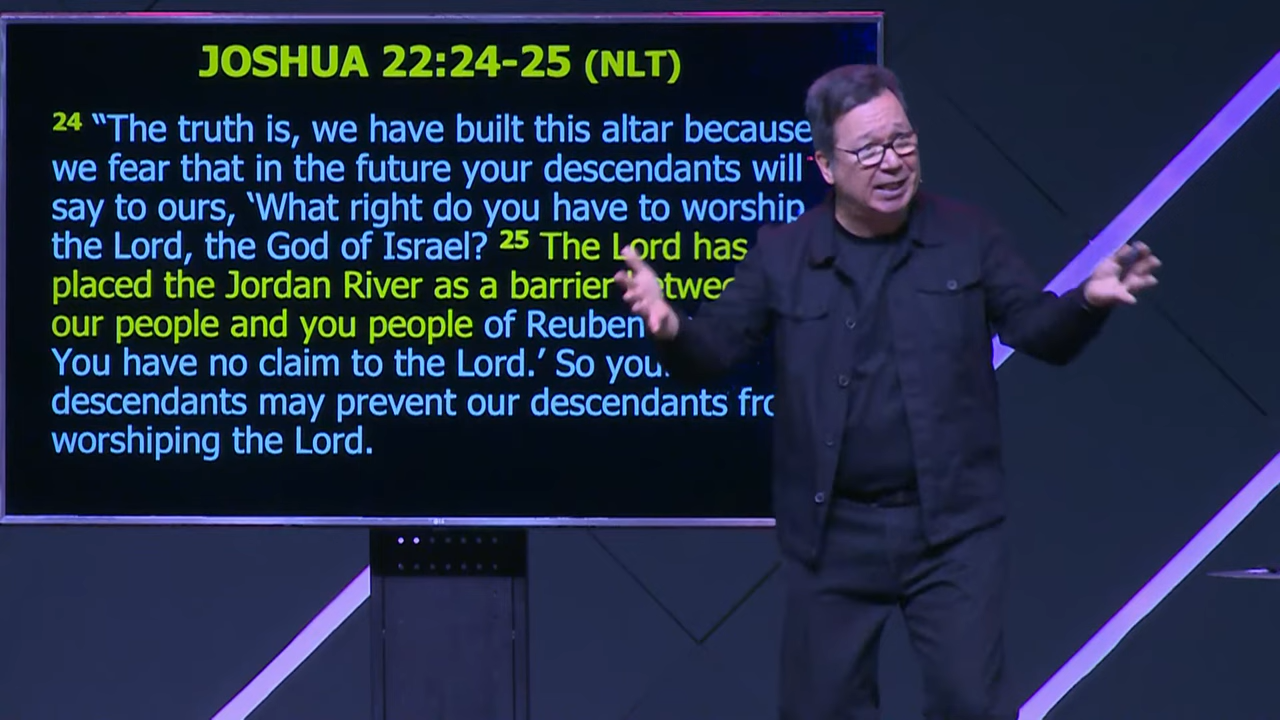 JOSHUA 22:24-25 (NLT)
24 “The truth is, we have built this altar because
we fear that in the future your descendants will
say to ours, ‘What right do you have to worship
the Lord, the God of Israel? 25 The Lord has
placed the Jordan River as a barrier
our people and you people of Reuben
You have no claim to the Lord.’ So
descendants may prevent our descendants
worshiping the Lord.
LG